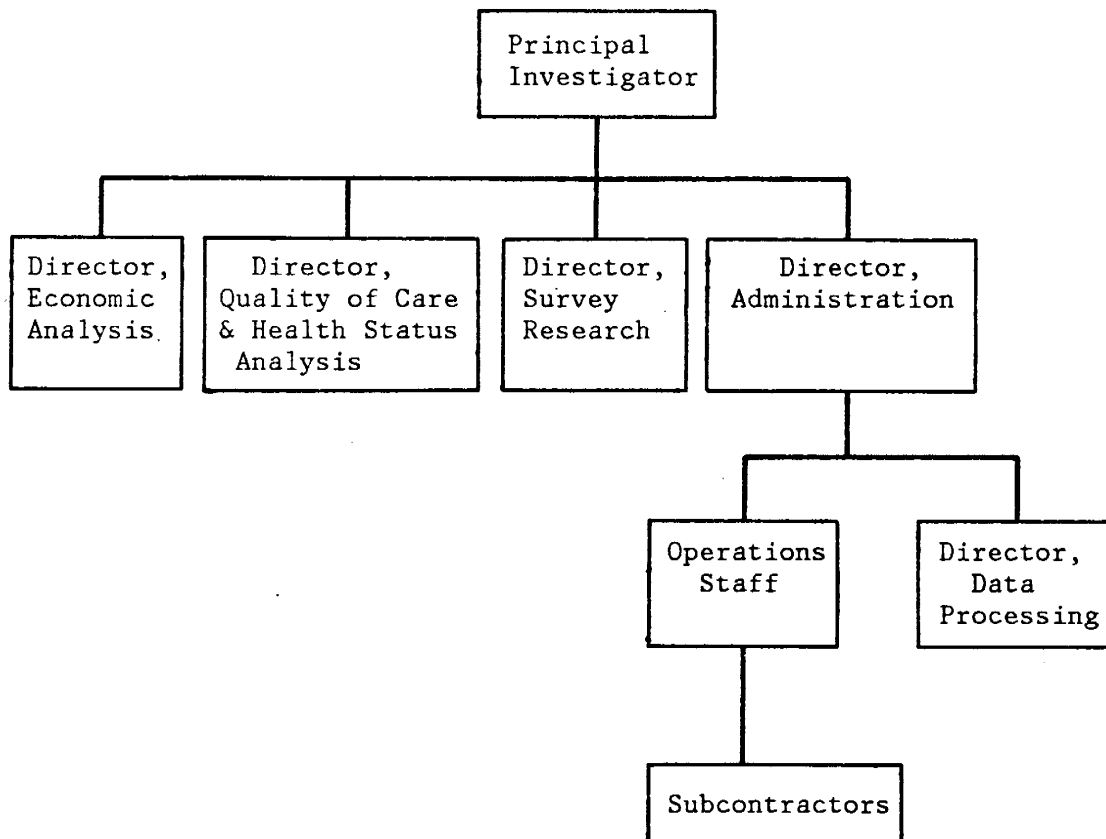 Principal
Investigator
Director,
Economic
Analysis
Director,
Quality of Care
& Health Status
Analysis
Director,
Survey
Research
Director,
Administration
Operations
Staff
Director,
Data
Processing
Subcontractors